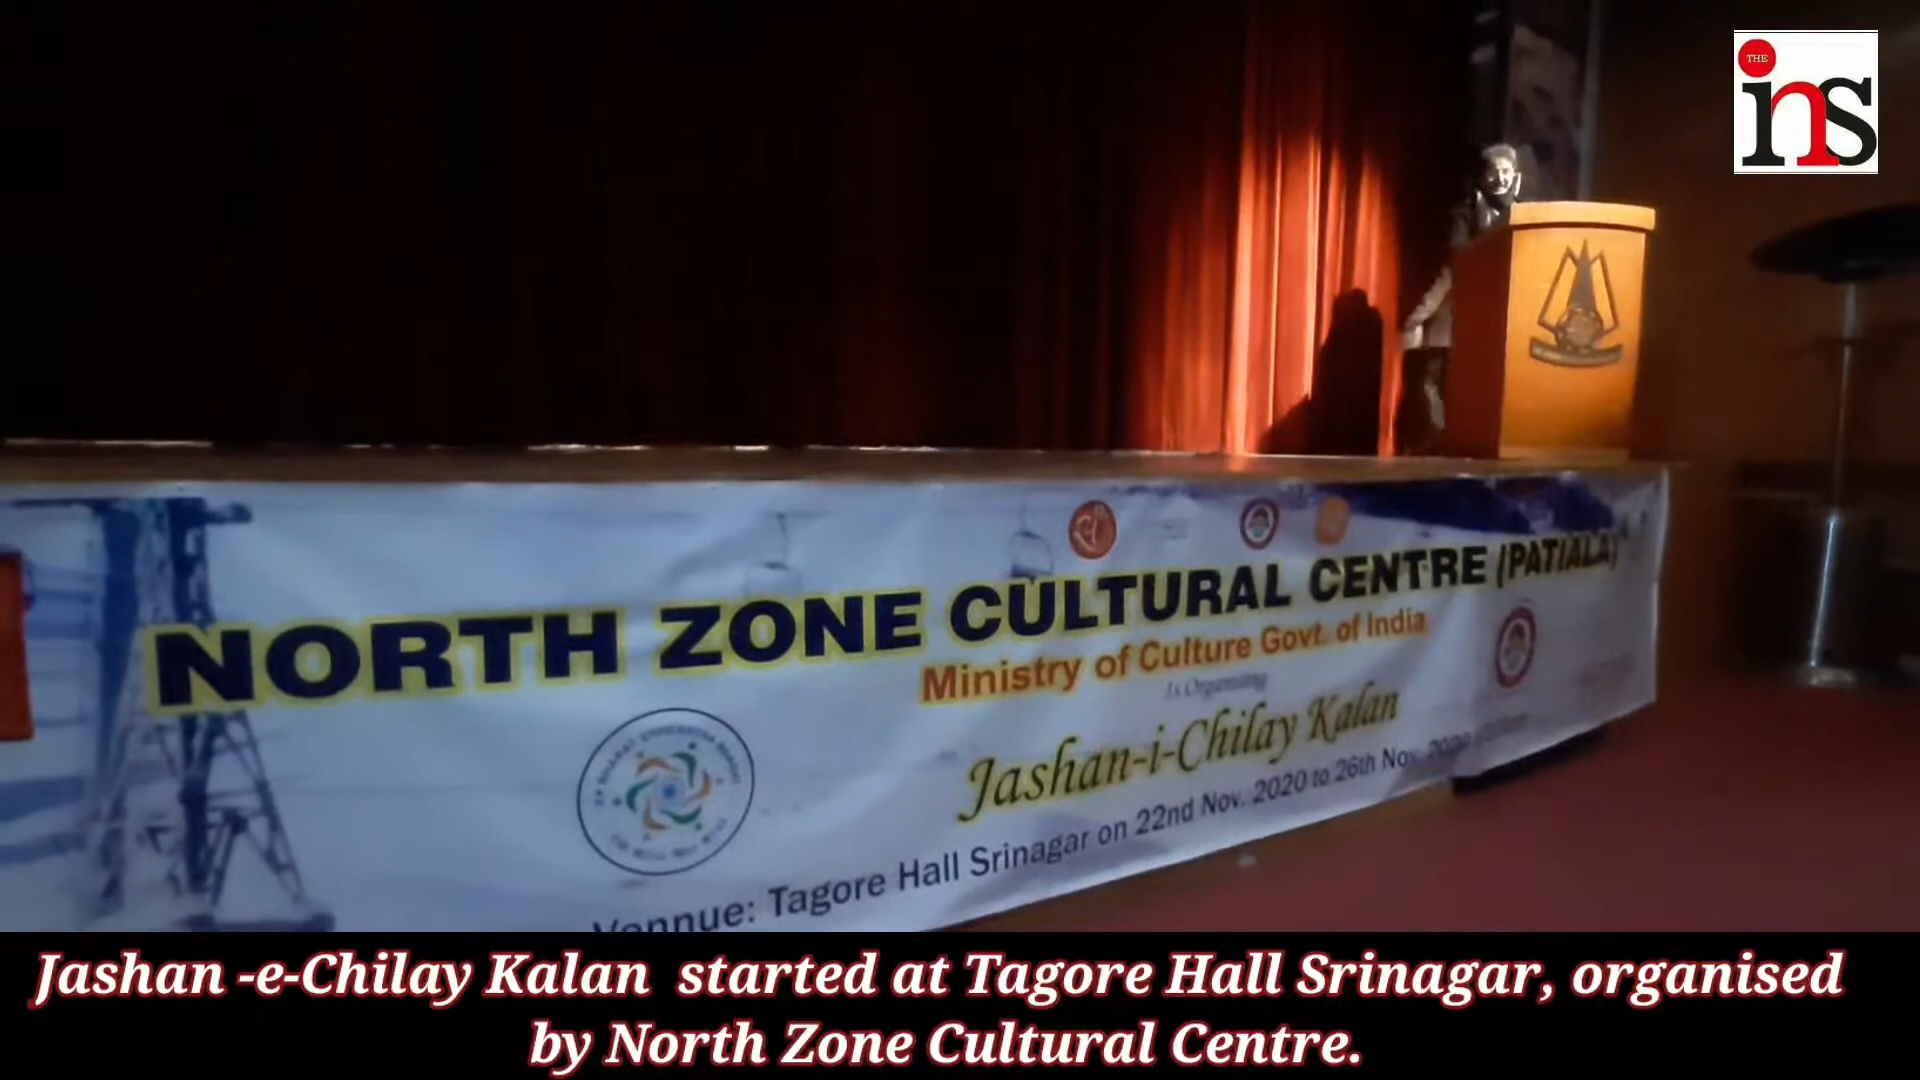 THE
ins
NORTH ZONE CULTURAL CENTRE (PATIALA)
Ministry of Culture Govt. of India
Is Organising
Jashan-i-Chilay Kalan
Vennue: Tagore Hall Srinagar on 22nd Nov. 2020 to 26th Nov. 2020
Jashan -e-Chilay Kalan started at Tagore Hall Srinagar, organised
by North Zone Cultural Centre.